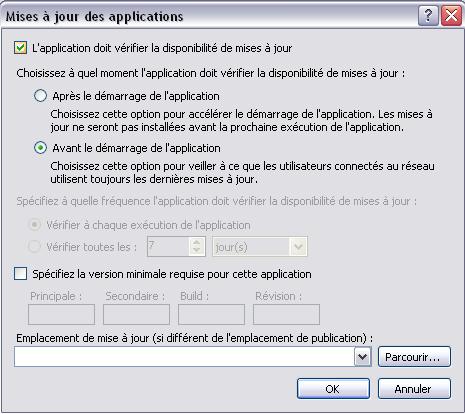 Mises à jour des applications
L'application doit vérifier la disponibilité de mises à jour
Choisissez à quel moment l'application doit vérifier la disponibilité de mises à jour :
Après le démarrage de l'application
Choisissez cette option pour accélérer le démarrage de l'application. Les mises à
jour ne seront pas installées avant la prochaine exécution de l'application.
Avant le démarrage de l'application
Choisissez cette option pour veiller à ce que les utilisateurs connectés au réseau
utilisent toujours les dernières mises à jour.
Spécifiez à quelle fréquence l'application doit vérifier la disponibilité de mises à jour :
Vérifier à chaque exécution de l'application
Vérifier toutes les : 7 jour(s)
Spécifiez la version minimale requise pour cette application
Principale : Secondaire : Build : Révision :
Emplacement de mise à jour (si différent de l'emplacement de publication) :
Parcourir...
OK Annuler